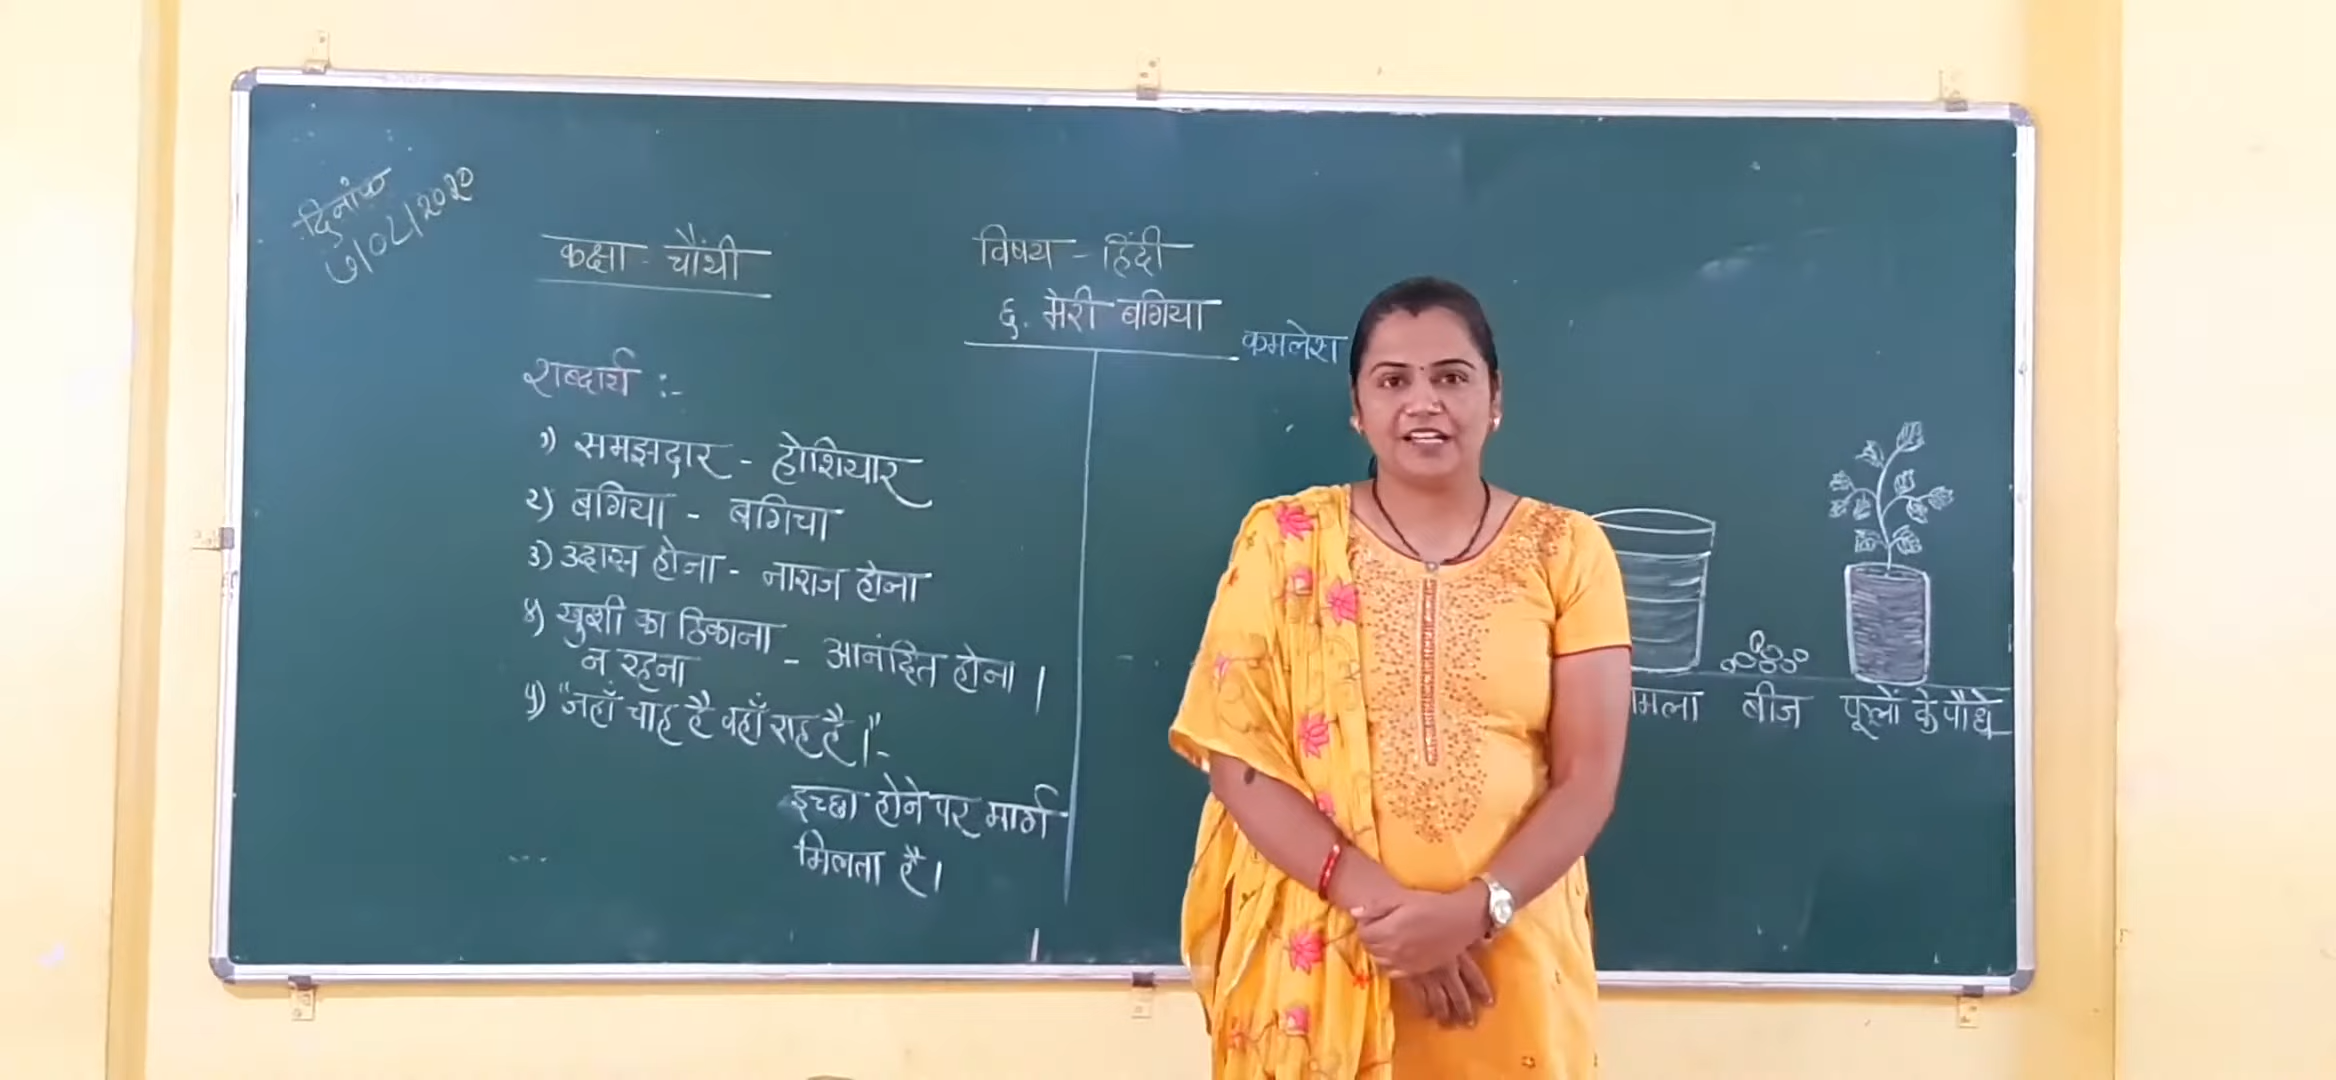 दिनांक
७/०८/२०२०
कक्षा - चौंथी
विषय - हिंदी
६. मेरी बगिया
कमलेश
शब्दार्थ :-
१) समझदार - होशियार
२) बगिया - बगिचा
३) उदास होना - नाराज होना
४) खुशी का ठिकाना
न रहना - आनंदित होना।
५) "जहाँ चाह है वहाँ राह है।"-
इच्छा होने पर मार्ग
मिलता है।
मला बीज फूलों के पौधे